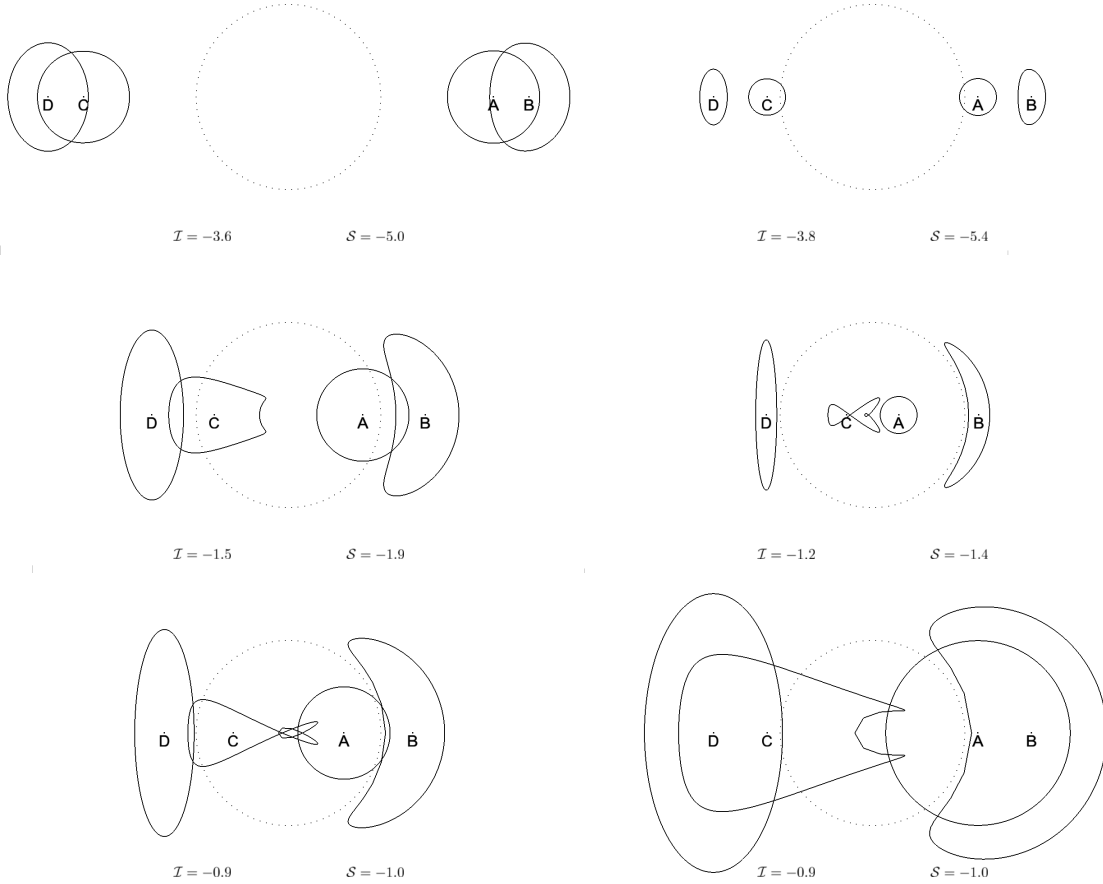 D C A B D C A B
I = −3.6 S = −5.0 I = −3.8 S = −5.4
D C A B D C A B
I = −1.5 S = −1.9 I = −1.2 S = −1.4
D C A B D C A B
I = −0.9 S = −1.0 I = −0.9 S = −1.0